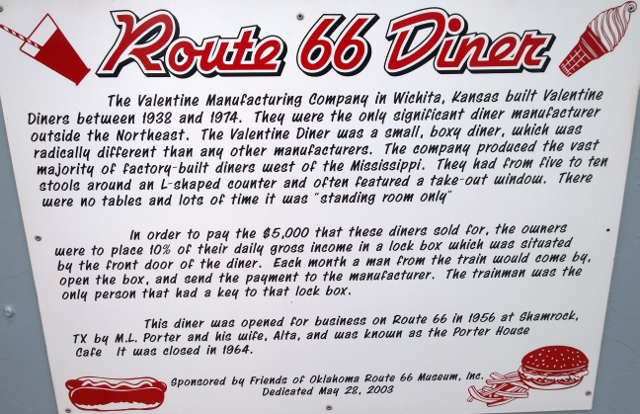 Route 66 Diner
The Valentine Manufacturing Company in Wichita, Kansas built Valentine
Diners between 1938 and 1974. They were the only significant diner manufacturer
outside the Northeast. The Valentine Diner was a small, boxy diner, which was
radically different than any other manufacturers. The company produced the vast
majority of factory-built diners west of the Mississippi. They had from five to ten
stools around an L-shaped counter and often featured a take-out window. There
were no tables and lots of time it was "standing room only"
In order to pay the $5,000 that these diners sold for, the owners
were to place 10% of their daily gross income in a lock box which was situated
by the front door of the diner. Each month a man from the train would come by,
open the box, and send the payment to the manufacturer. The trainman was the
only person that had a key to that lock box.
This diner was opened for business on Route 66 in 1956 at Shamrock,
TX by M.L. Porter and his wife, Alta, and was known as the Porter House
Cafe It was closed in 1964.
Sponsored by Friends of Oklahoma Route 66 Museum, Inc.
Dedicated May 28, 2003